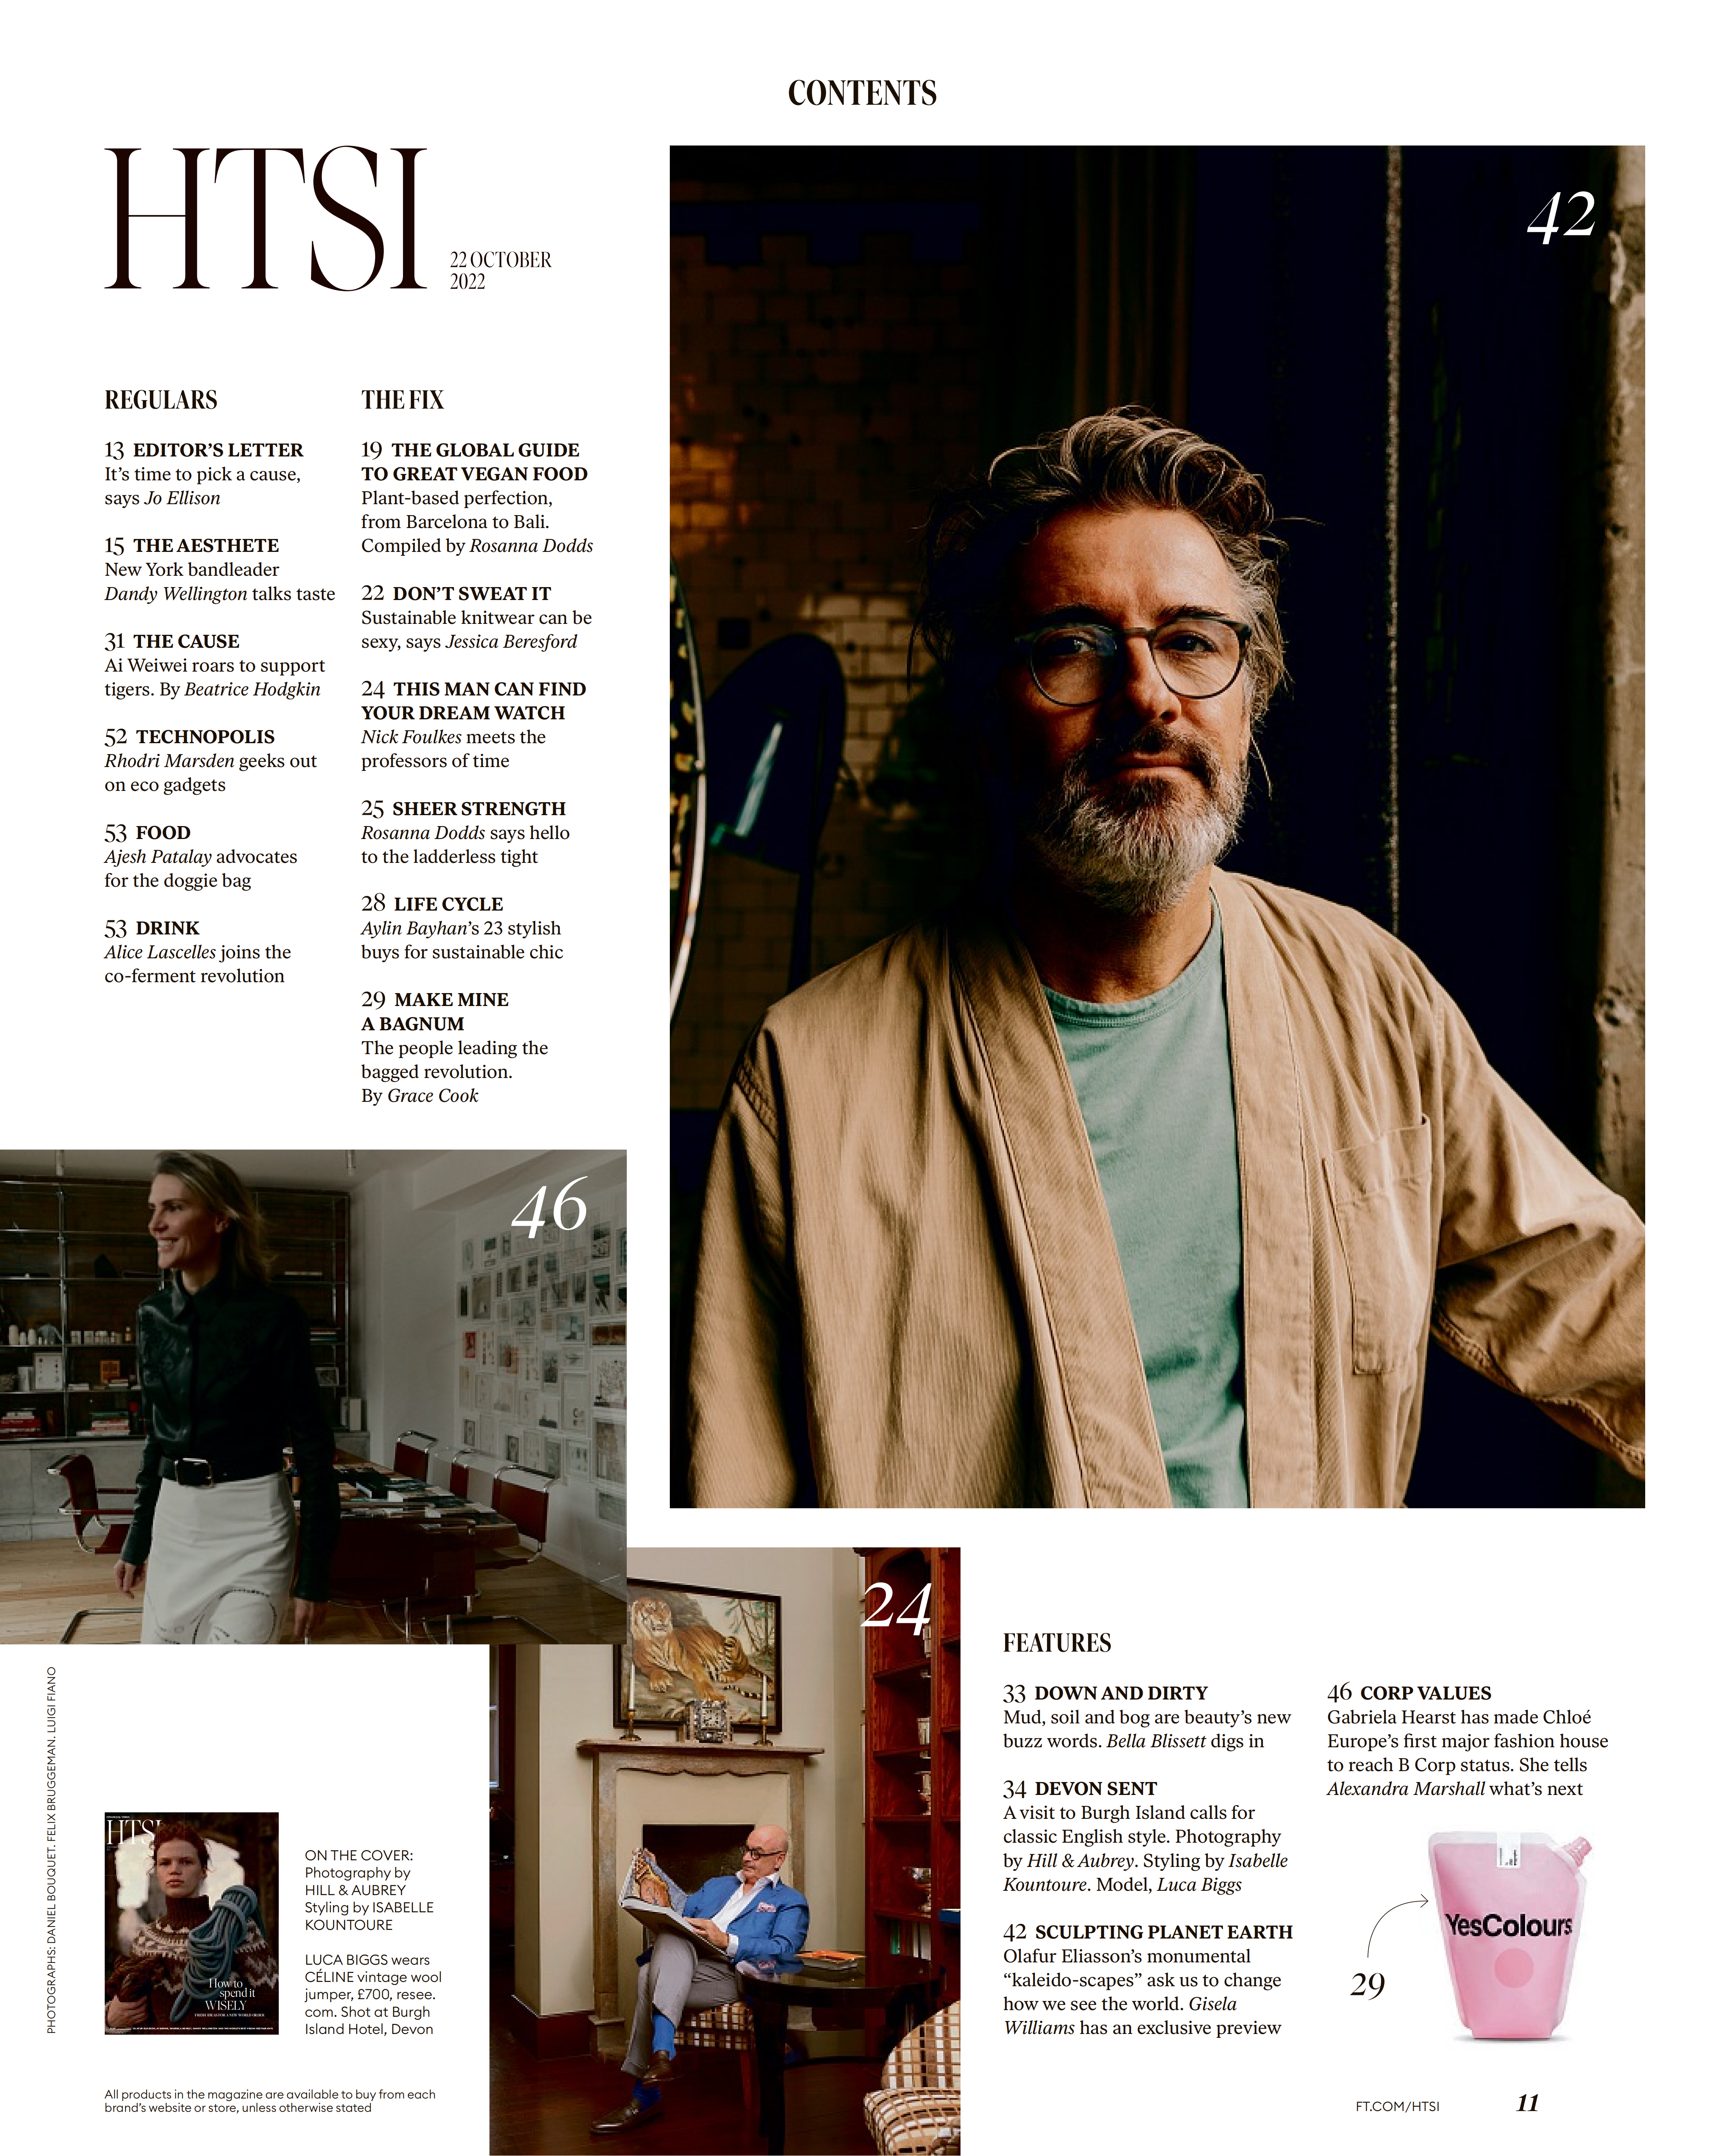 CONTENTS
HTSI
22 OCTOBER
2022
REGULARS
13 EDITOR’S LETTER
It’s time to pick a cause,
says Jo Ellison
15 THE AESTHETE
New York bandleader
Dandy Wellington talks taste
31 THE CAUSE
Ai Weiwei roars to support
tigers. By Beatrice Hodgkin
52 TECHNOPOLIS
Rhodri Marsden geeks out
on eco gadgets
53 FOOD
Ajesh Patalay advocates
for the doggie bag
53 DRINK
Alice Lascelles joins the
co-ferment revolution
THE FIX
19 THE GLOBAL GUIDE
TO GREAT VEGAN FOOD
Plant-based perfection,
from Barcelona to Bali.
Compiled by Rosanna Dodds
22 DON’T SWEAT IT
Sustainable knitwear can be
sexy, says Jessica Beresford
24 THIS MAN CAN FIND
YOUR DREAM WATCH
Nick Foulkes meets the
professors of time
25 SHEER STRENGTH
Rosanna Dodds says hello
to the ladderless tight
28 LIFE CYCLE
Aylin Bayhan’s 23 stylish
buys for sustainable chic
29 MAKE MINE
A BAGNUM
The people leading the
bagged revolution.
By Grace Cook
42
46
24
FEATURES
33 DOWN AND DIRTY
Mud, soil and bog are beauty’s new
buzz words. Bella Blissett digs in
34 DEVON SENT
A visit to Burgh Island calls for
classic English style. Photography
by Hill & Aubrey. Styling by Isabelle
Kountoure. Model, Luca Biggs
42 SCULPTING PLANET EARTH
Olafur Eliasson’s monumental
“kaleido-scapes” ask us to change
how we see the world. Gisela
Williams has an exclusive preview
46 CORP VALUES
Gabriela Hearst has made Chloé
Europe’s first major fashion house
to reach B Corp status. She tells
Alexandra Marshall what’s next
YesColours
29
PHOTOGRAPHS: DANIEL BOUQUET. FELIX BRUGGEMAN. LUIGI FIANO
HTSI
How to
spend it
WISELY
ON THE COVER:
Photography by
HILL & AUBREY
Styling by ISABELLE
KOUNTOURE
LUCA BIGGS wears
CÉLINE vintage wool
jumper, £700, resee.
com. Shot at Burgh
Island Hotel, Devon
All products in the magazine are available to buy from each
brand’s website or store, unless otherwise stated
FT.COM/HTSI
11